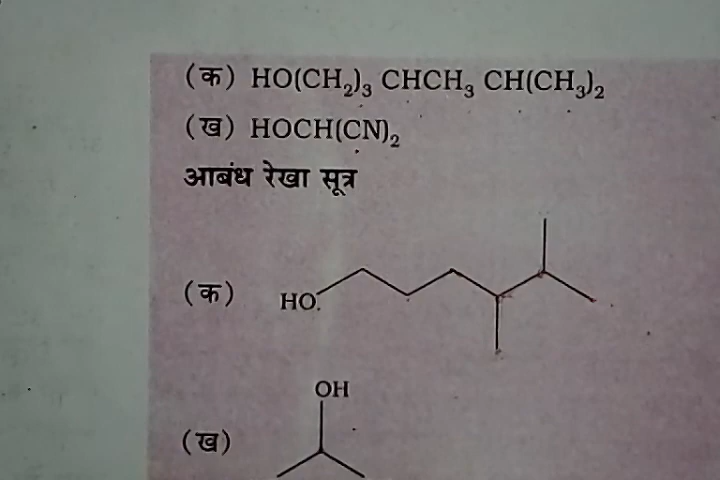 (क) HO(CH₂)₃ CHCH₃ CH(CH₃)₂
(ख) HOCH(CN)₂
आबंध रेखा सूत्र
(क) HO
(ख) OH